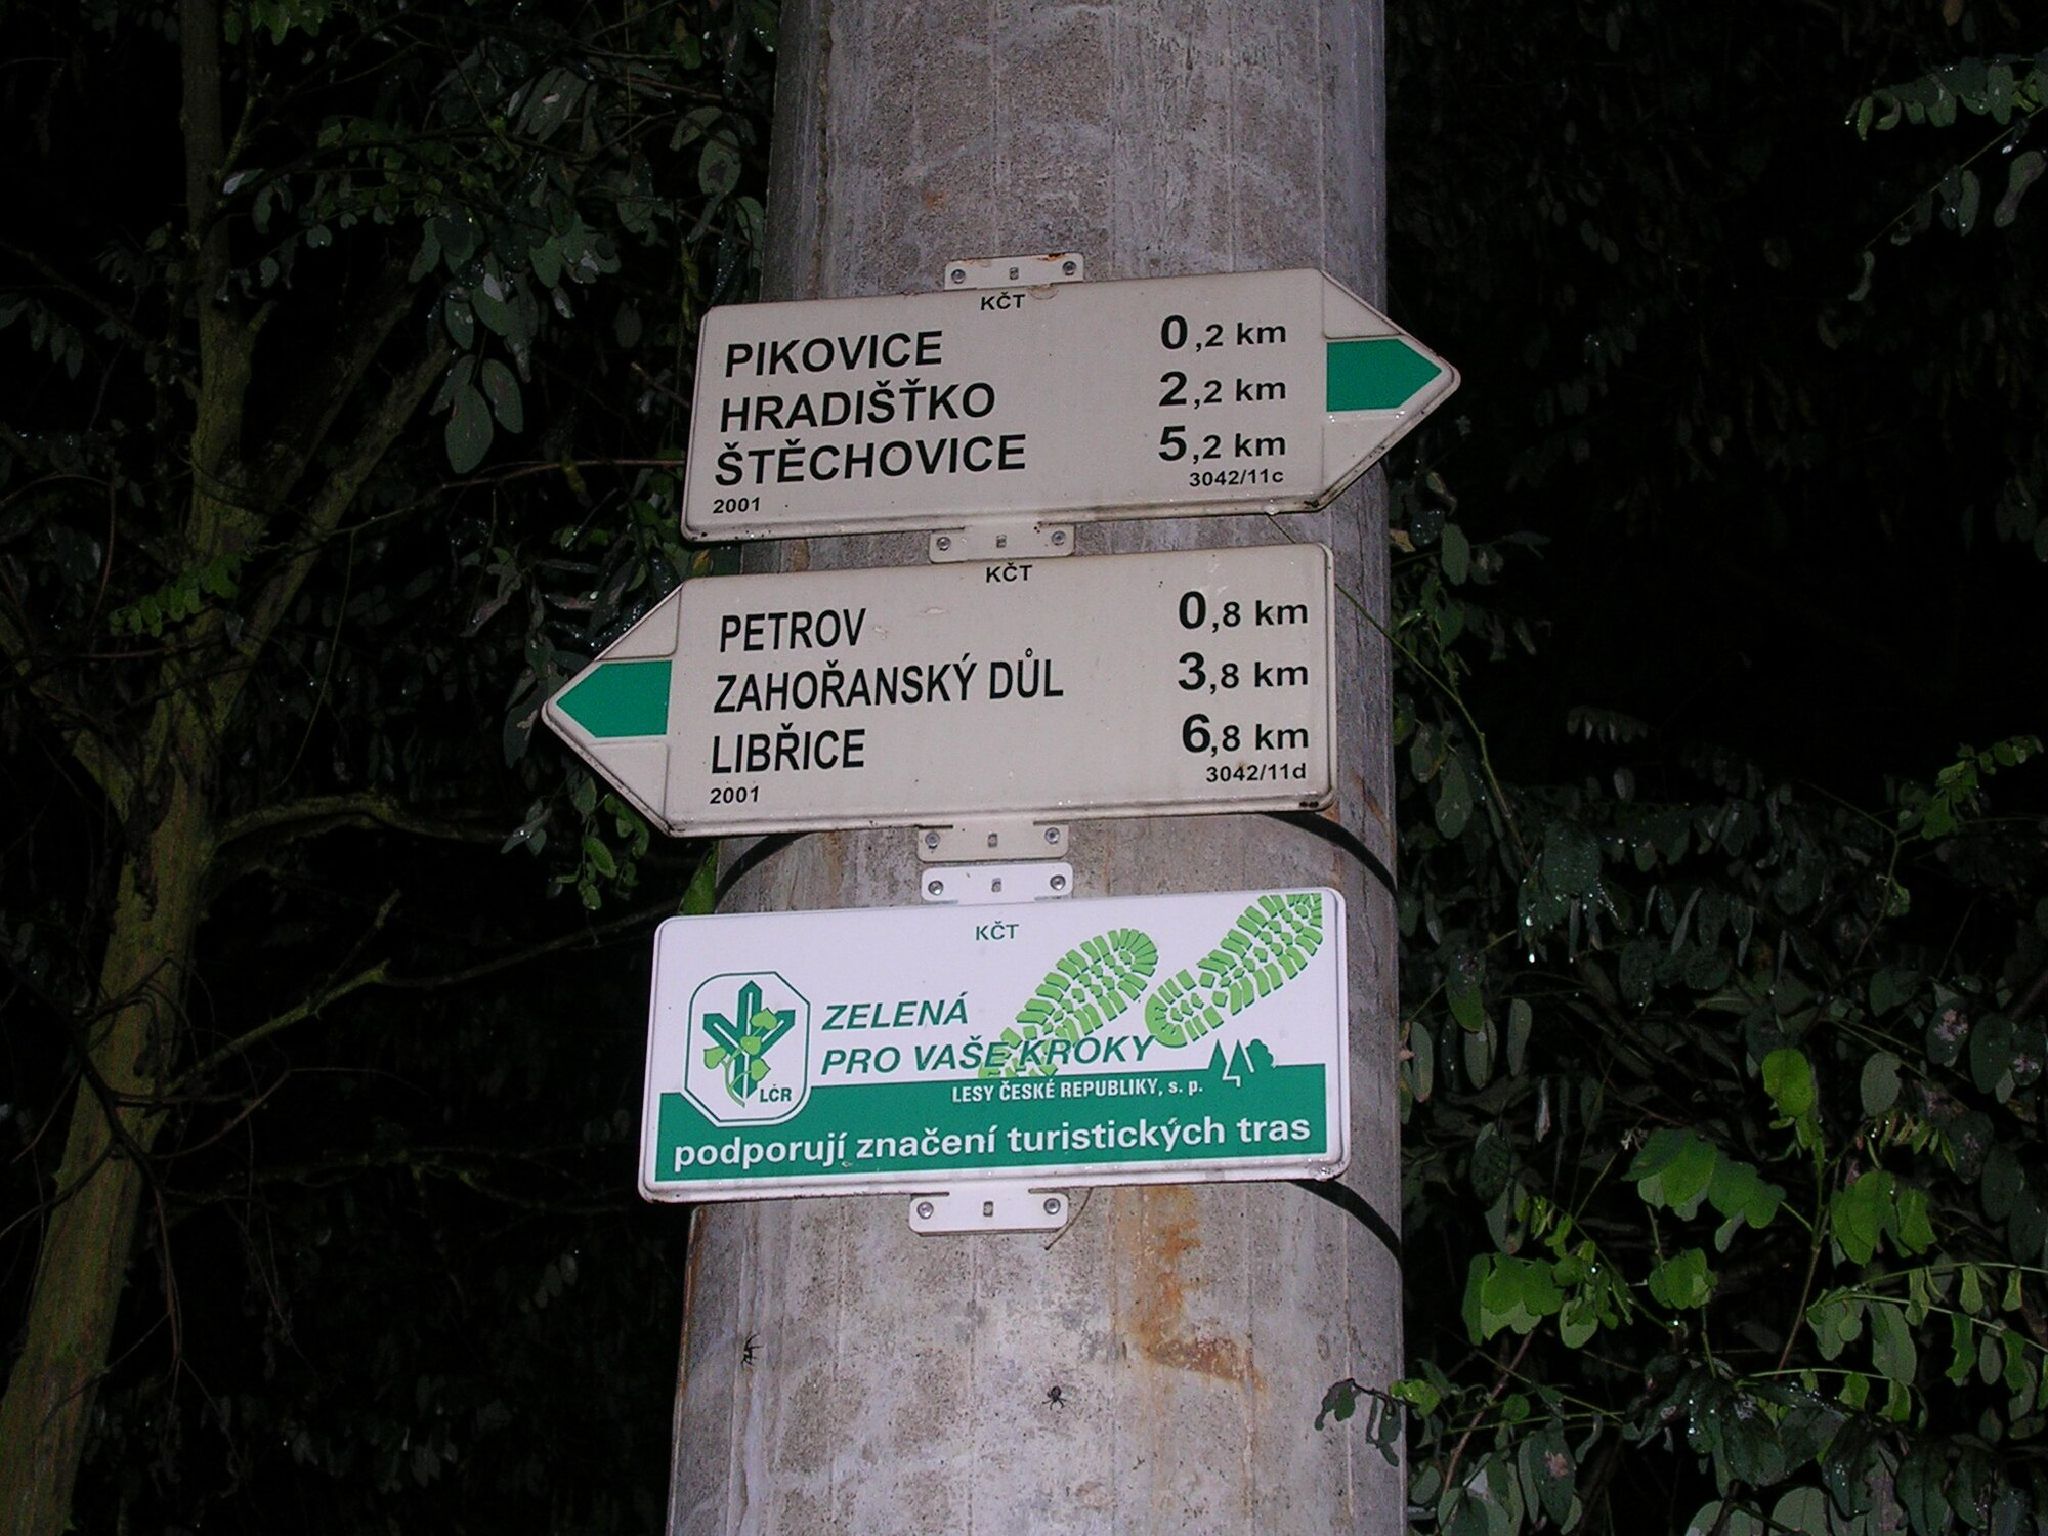 KČT
PIKOVICE 0,2 km
HRADIŠŤKO 2,2 km
ŠTĚCHOVICE 5,2 km
2001 3042/11c
KČT
PETROV 0,8 km
ZAHOŘANSKÝ DŮL 3,8 km
LIBŘICE 6,8 km
2001 3042/11d
KČT
ZELENÁ
PRO VAŠE KROKY
LČR
LESY ČESKÉ REPUBLIKY, s. p.
podporují značení turistických tras